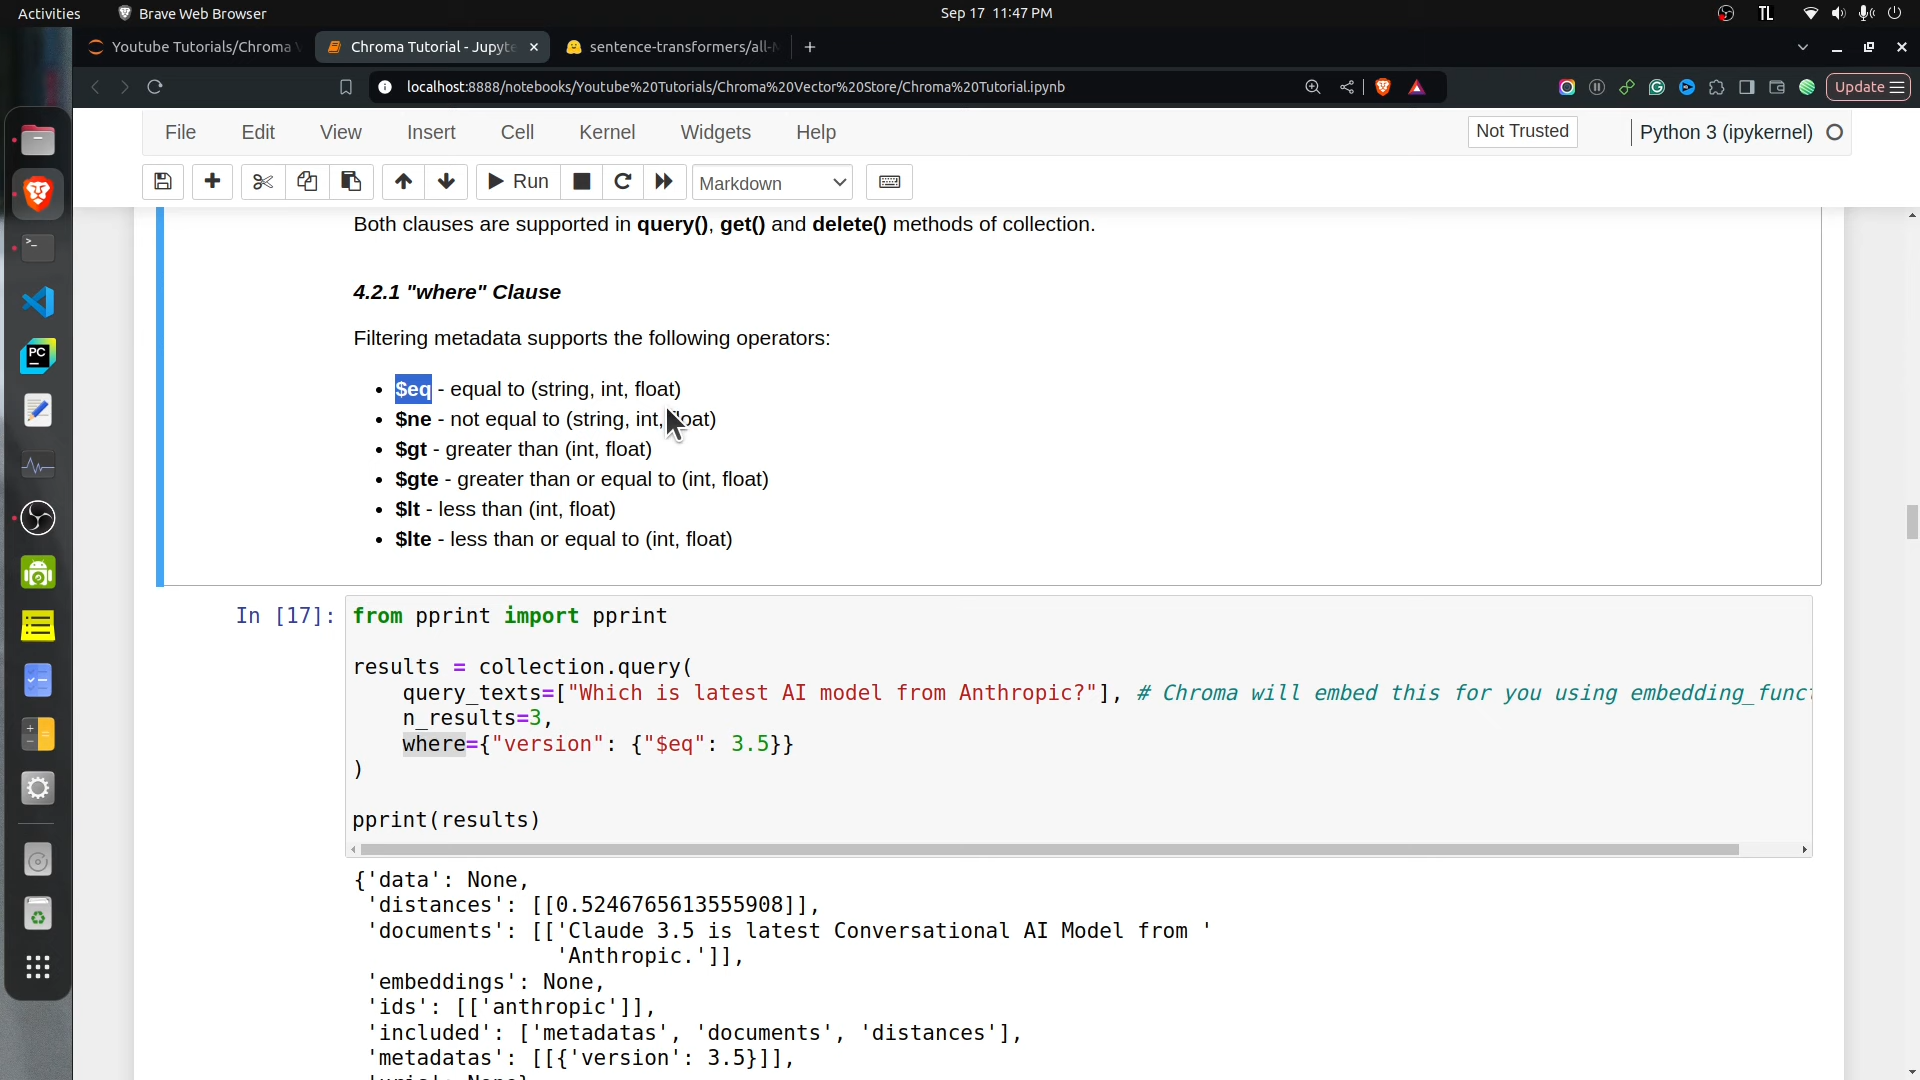 Activities
Brave Web Browser
Sep 17 11:47 PM
TL
Youtube Tutorials/Chroma
Chroma Tutorial - Jupyte
sentence-transformers/all-
localhost:8888/notebooks/Youtube%20Tutorials/Chroma%20Vector%20Store/Chroma%20Tutorial.ipynb
Update
File Edit View Insert Cell Kernel Widgets Help
Not Trusted
Python 3 (ipykernel)
Run
Markdown
PC
Both clauses are supported in query(), get() and delete() methods of collection.
4.2.1 "where" Clause
Filtering metadata supports the following operators:
• $eq - equal to (string, int, float)
• $ne - not equal to (string, int, float)
• $gt - greater than (int, float)
• $gte - greater than or equal to (int, float)
• $lt - less than (int, float)
• $lte - less than or equal to (int, float)
In [17]:
from pprint import pprint
results = collection.query(
query_texts=["Which is latest AI model from Anthropic?"], # Chroma will embed this for you using embedding_func
n_results=3,
where={"version": {"$eq": 3.5}}
)
pprint(results)
{'data': None,
'distances': [[0.5246765613555908]],
'documents': [['Claude 3.5 is latest Conversational AI Model from '
'Anthropic.']],
'embeddings': None,
'ids': [['anthropic']],
'included': ['metadatas', 'documents', 'distances'],
'metadatas': [[{'version': 3.5}]],